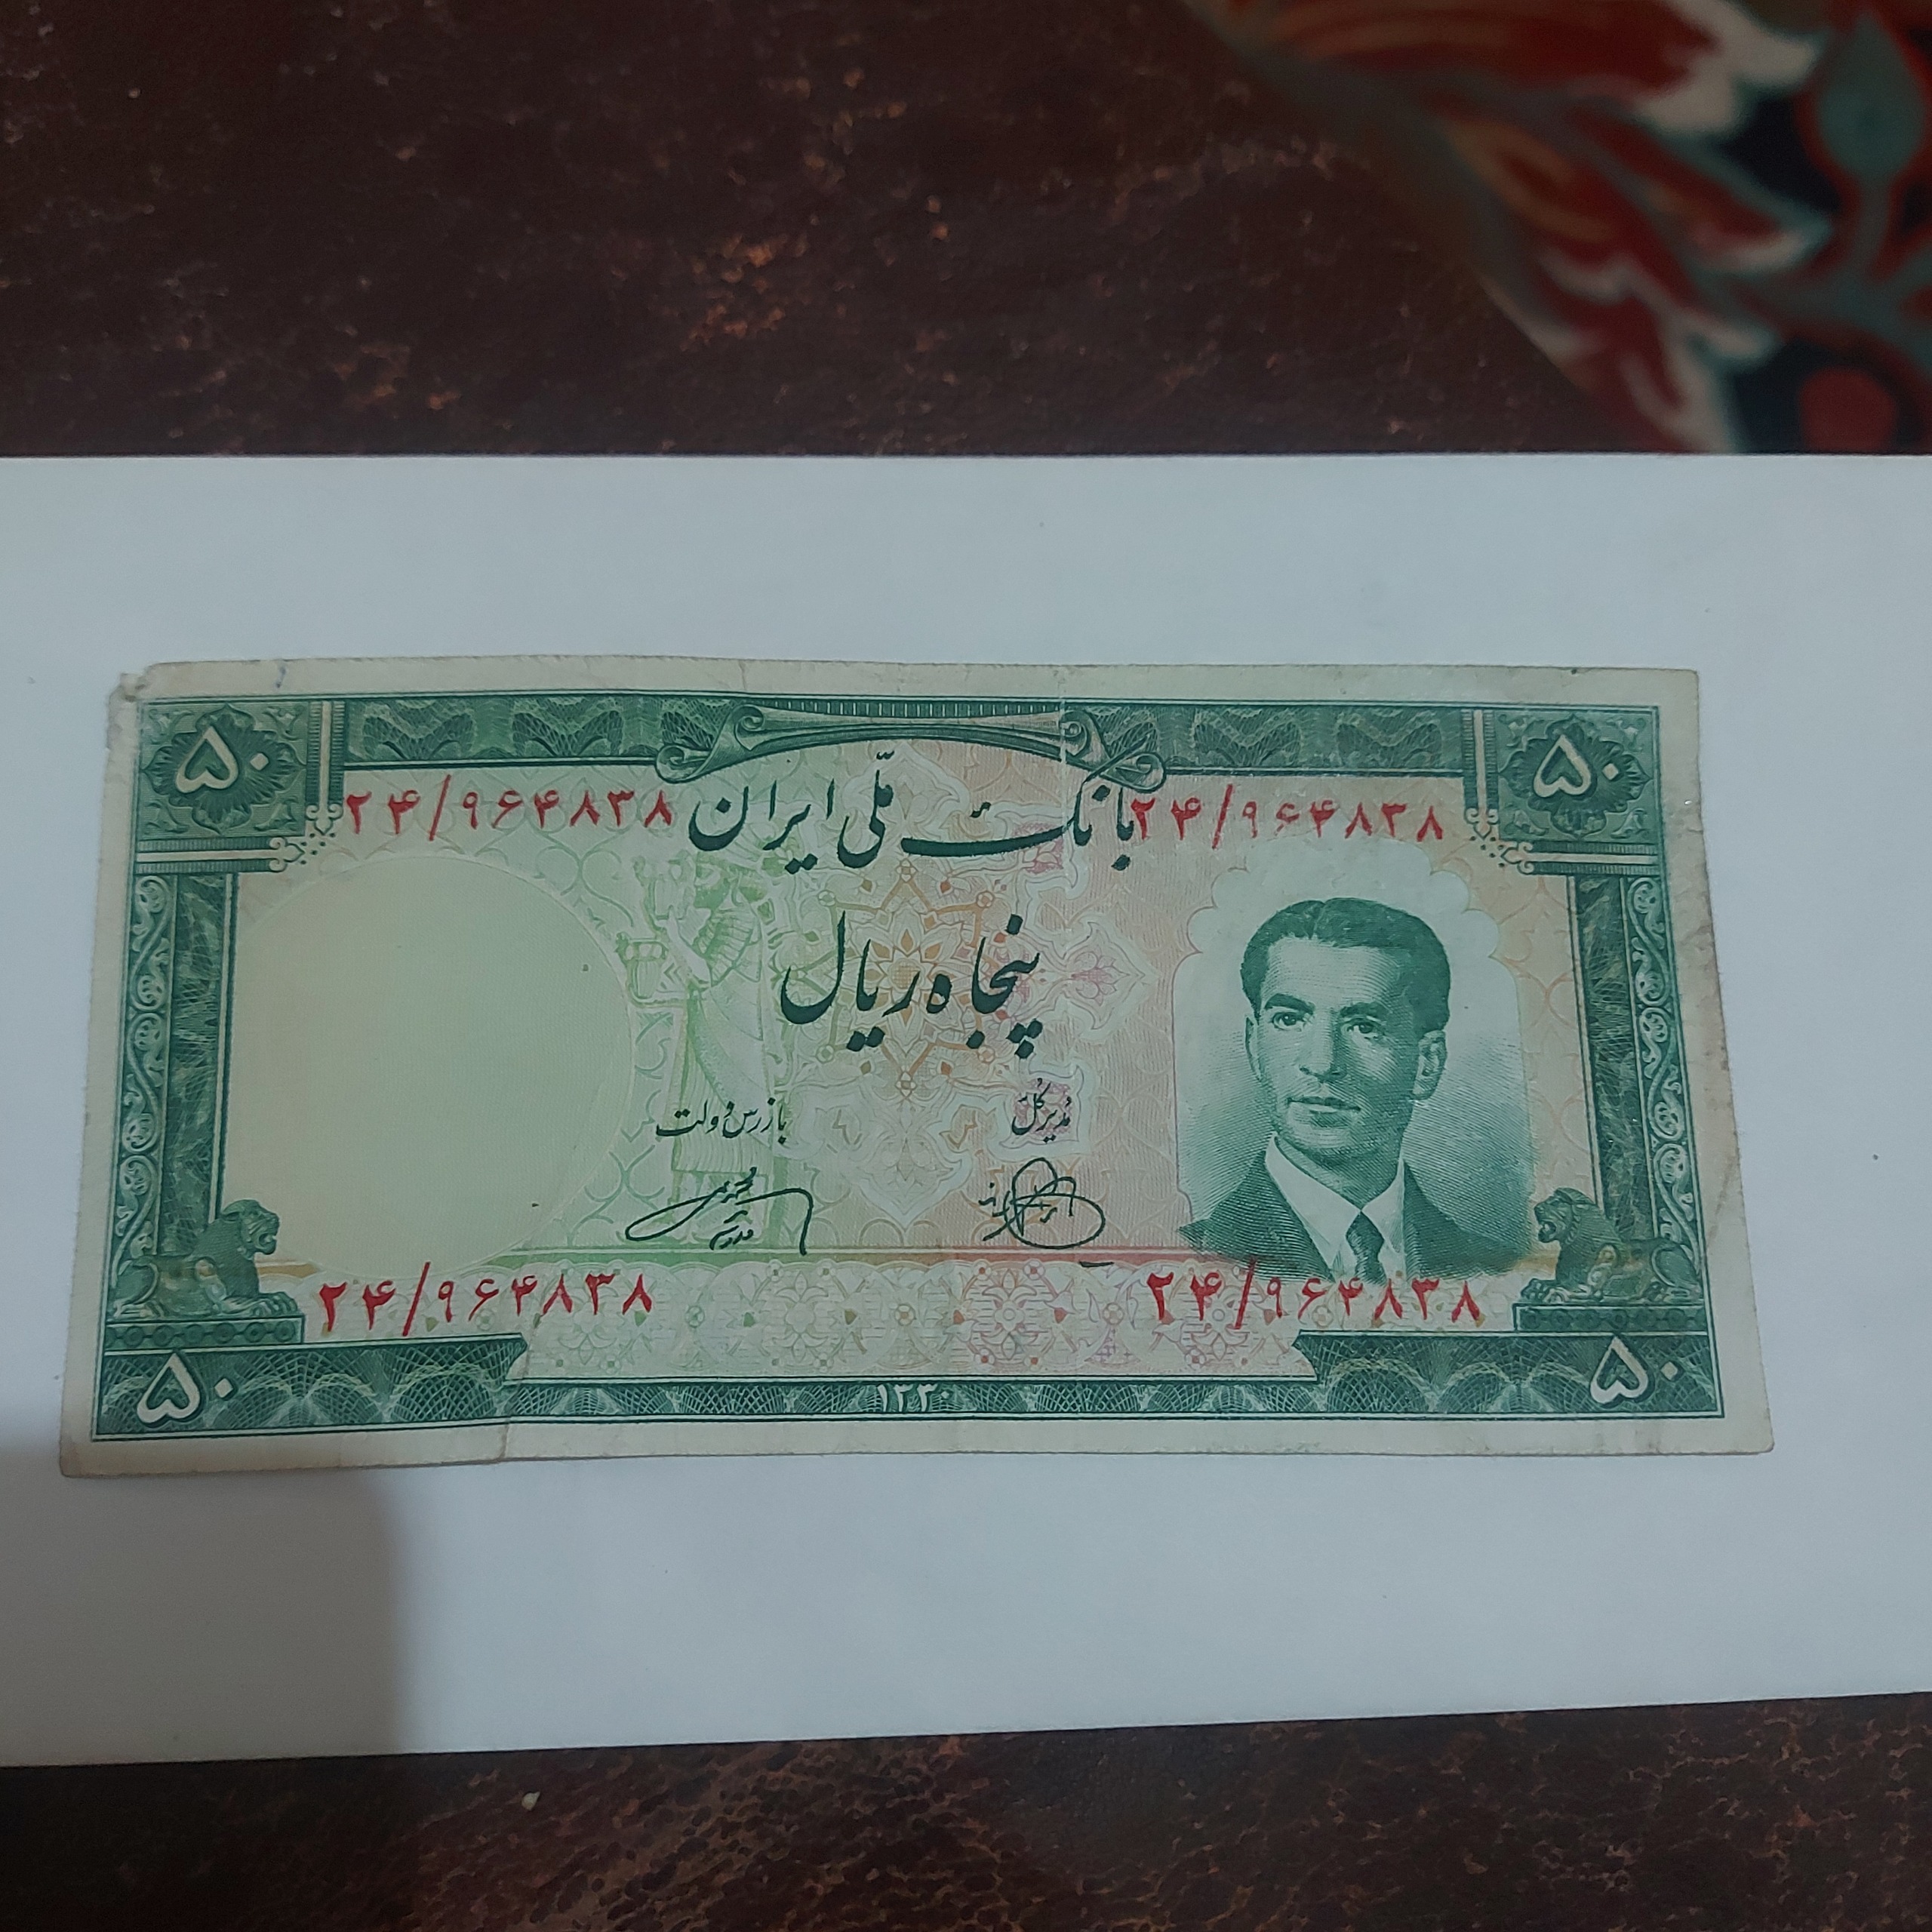 ۵۰ ۵۰
۲۴/۹۶۴۸۳۸ بانک ملّی ایران ۲۴/۹۶۴۸۳۸
پنجاه ریال
مدیر کل بازرس دولت
۲۴/۹۶۴۸۳۸ ۲۴/۹۶۴۸۳۸
۵۰ ۱۳۳۰ ۵۰